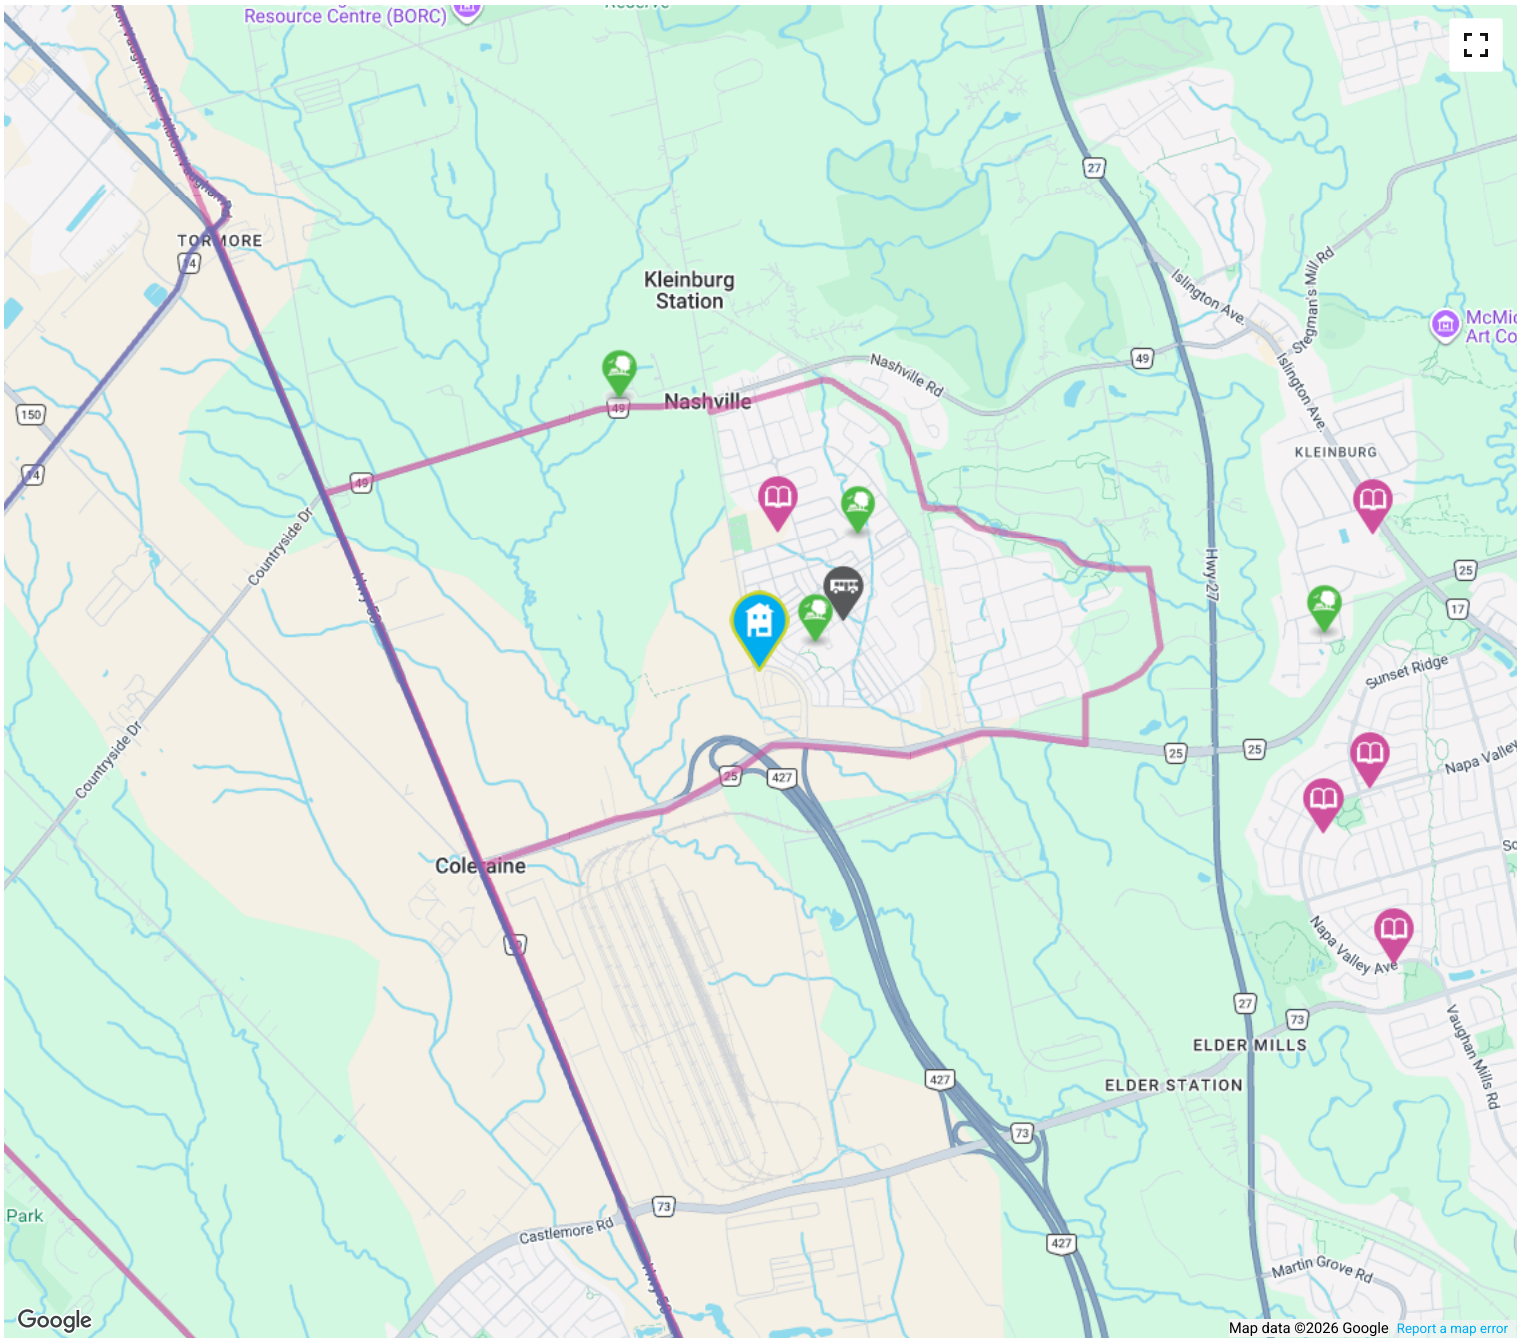 Resource Centre (BORC)
Albion Vaughan Rd
27
TORMORE
14
Kleinburg
Station
Islington Ave.
Stegman's Mill Rd
McMic
Art Co
49
Nashville Rd
Islington Ave.
150
49
Nashville
KLEINBURG
14
49
Countryside Dr
Hwy 50
Hwy 27
25
17
Sunset Ridge
Countryside Dr
25
427
25
25
Napa Valley
Coleraine
Napa Valley Ave
27
73
ELDER MILLS
Vaughan Mills Rd
427
ELDER STATION
73
Park
73
Castlemore Rd
427
Martin Grove Rd
Hwy 50
Google
Map data ©2026 Google
Report a map error